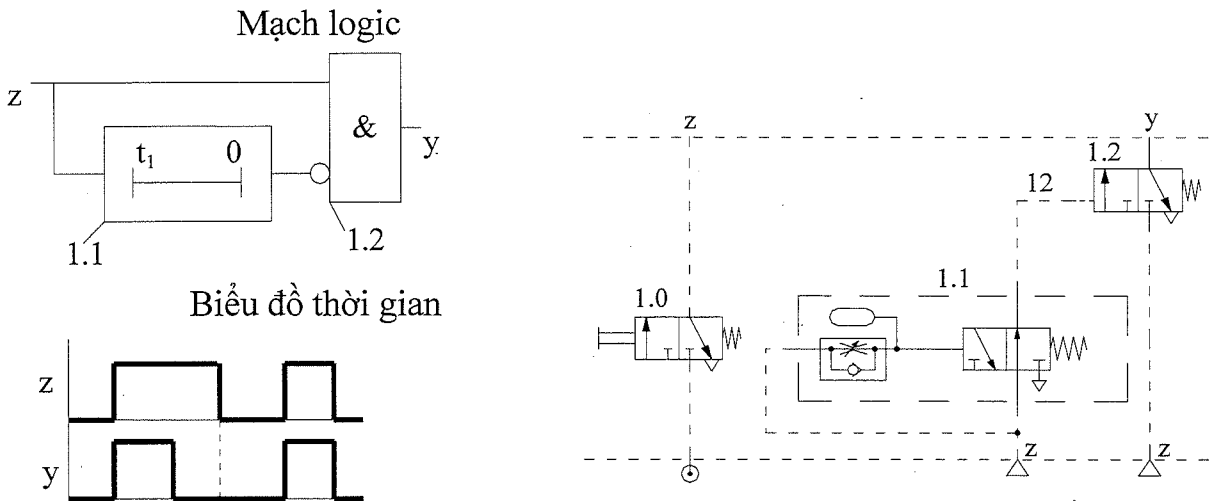 Mạch logic
z
t₁ 0
&
y
1.1
1.2
Biểu đồ thời gian
z
y
z
y
1.2
12
1.0
1.1
z
z